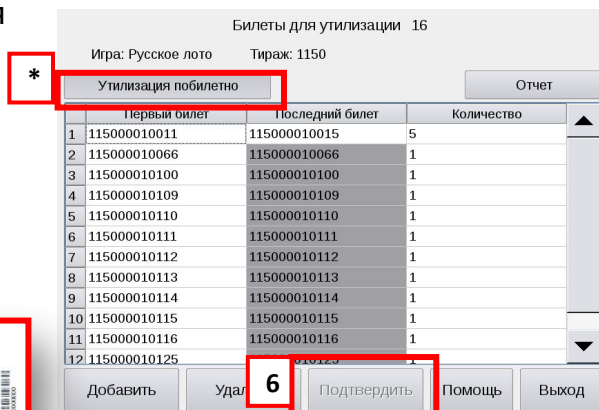 я
Билеты для утилизации 16
Игра: Русское лото Тираж: 1150
*
Утилизация побилетно Отчет
Первый билет Последний билет Количество
1 115000010011 115000010015 5
2 115000010066 115000010066 1
3 115000010100 115000010100 1
4 115000010109 115000010109 1
5 115000010110 115000010110 1
6 115000010111 115000010111 1
7 115000010112 115000010112 1
8 115000010113 115000010113 1
9 115000010114 115000010114 1
10 115000010115 115000010115 1
11 115000010116 115000010116 1
12 115000010125 1
Добавить 6 Подтвердить Помощь Выход